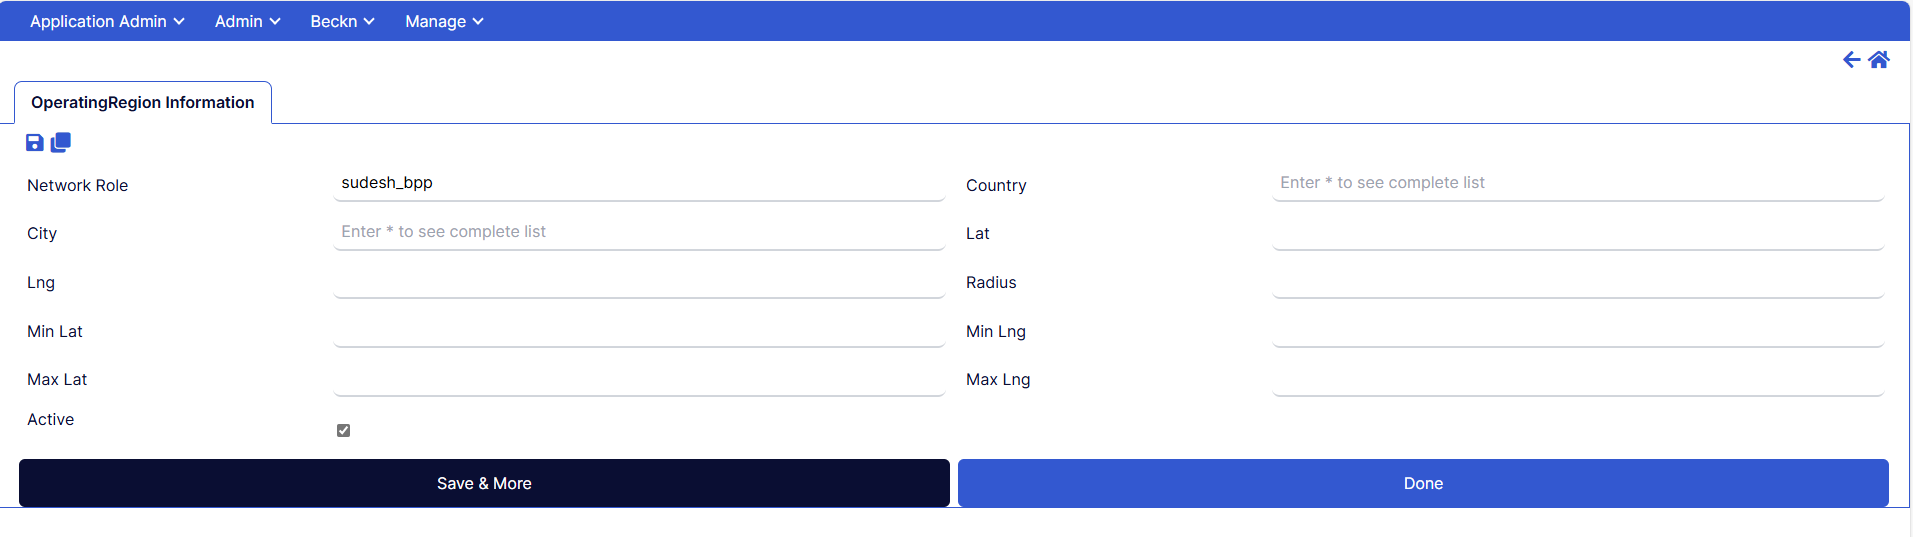 Application Admin Admin Beckn Manage
OperatingRegion Information
Network Role sudesh_bpp Country Enter * to see complete list
City Enter * to see complete list Lat
Lng Radius
Min Lat Min Lng
Max Lat Max Lng
Active
Save & More Done